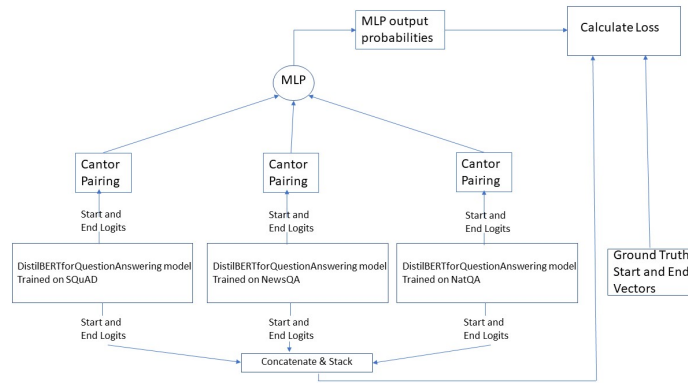 MLP output
probabilities
Calculate Loss
MLP
Cantor
Pairing
Cantor
Pairing
Cantor
Pairing
Start and
End Logits
Start and
End Logits
Start and
End Logits
DistilBERTforQuestionAnswering model
Trained on SQuAD
DistilBERTforQuestionAnswering model
Trained on NewsQA
DistilBERTforQuestionAnswering model
Trained on NatQA
Ground Truth
Start and End
Vectors
Start and
End Logits
Start and
End Logits
Start and
End Logits
Concatenate & Stack